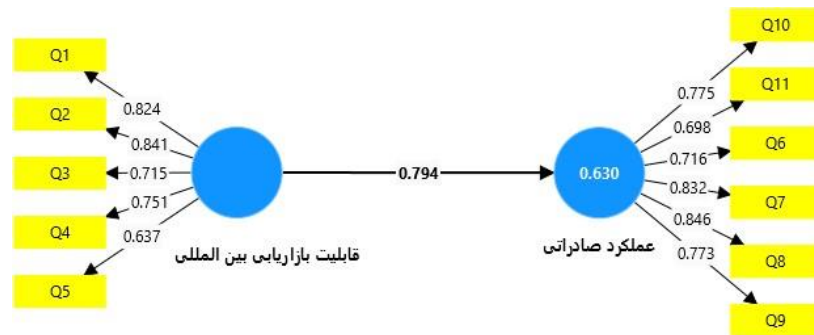 Q1
Q2
Q3
Q4
Q5
0.824
0.841
0.715
0.751
0.637
قابلیت بازاریابی بین المللی
0.794
0.630
عملکرد صادراتی
0.775
0.698
0.716
0.832
0.846
0.773
Q10
Q11
Q6
Q7
Q8
Q9